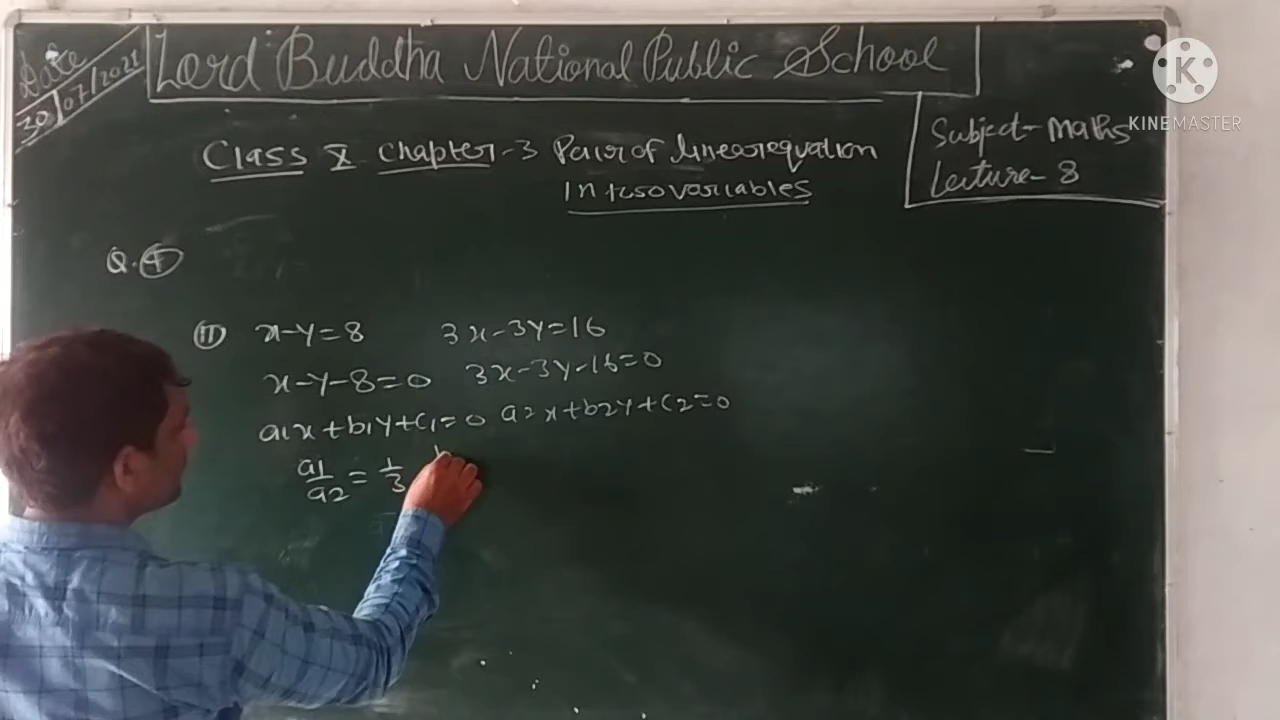 Date
30/07/2021
Lord Buddha National Public School
K
KINEMASTER
Subject- Maths
Lecture- 8
Class X Chapter-3 Pair of linear equation
In two variables
Q. 4
II x-y=8 3x-3y=16
x-y-8=0 3x-3y-16=0
a1x+b1y+c1=0 a2x+b2y+c2=0
a1/a2 = 1/3 b